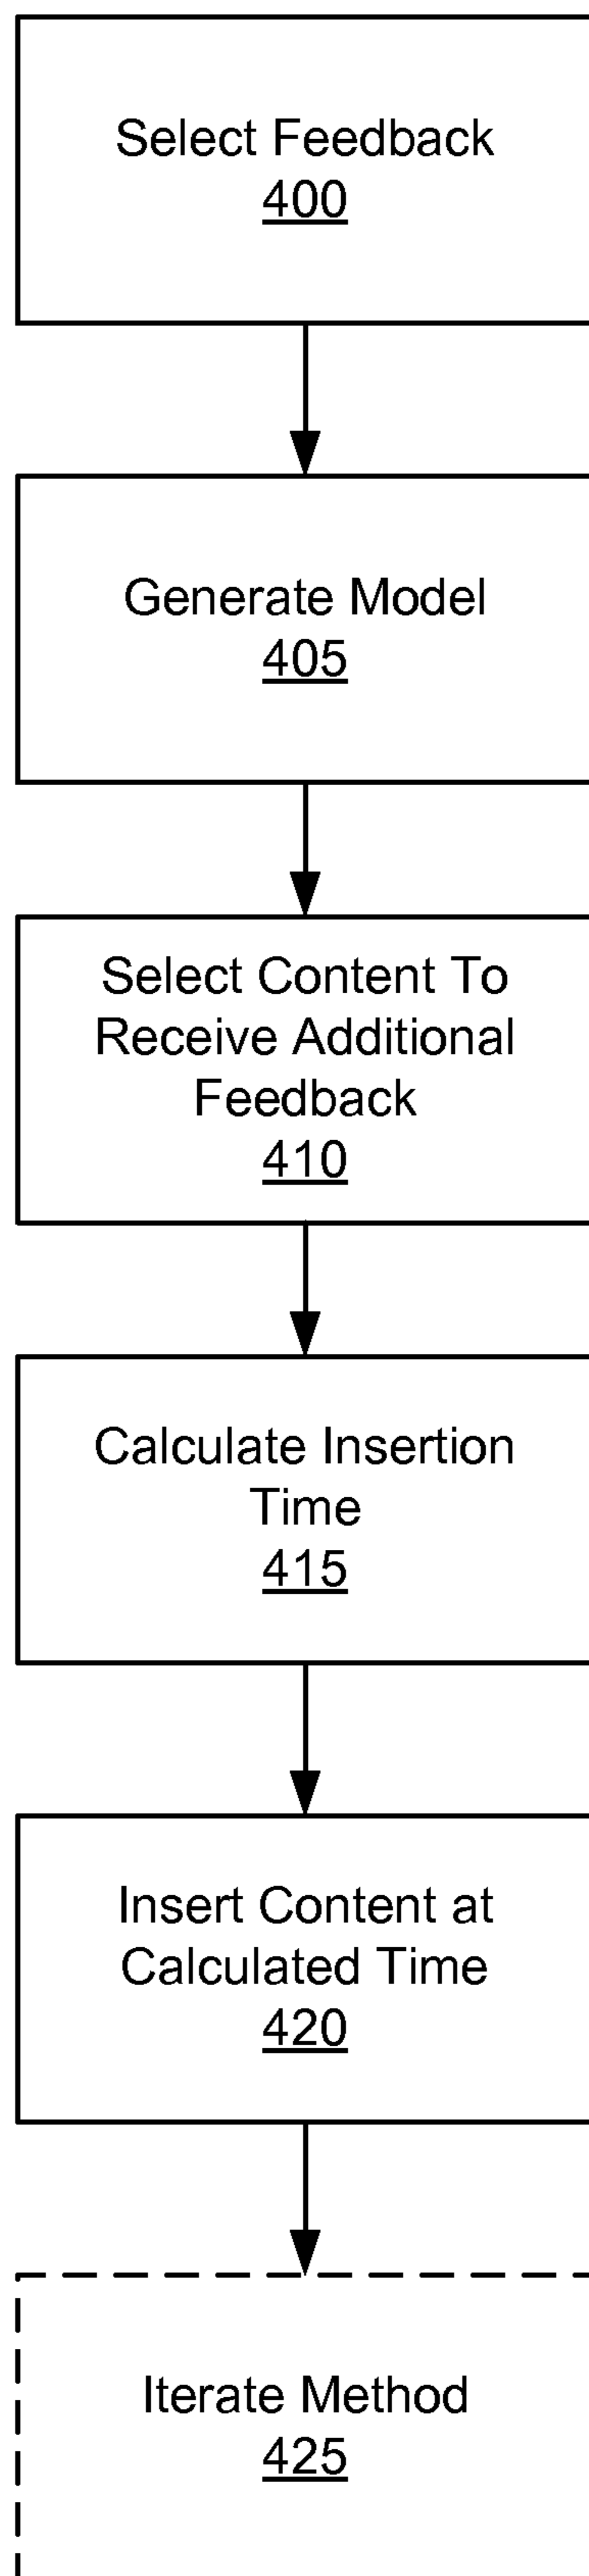 Select Feedback
400
Generate Model
405
Select Content To
Receive Additional
Feedback
410
Calculate Insertion
Time
415
Insert Content at
Calculated Time
420
Iterate Method
425